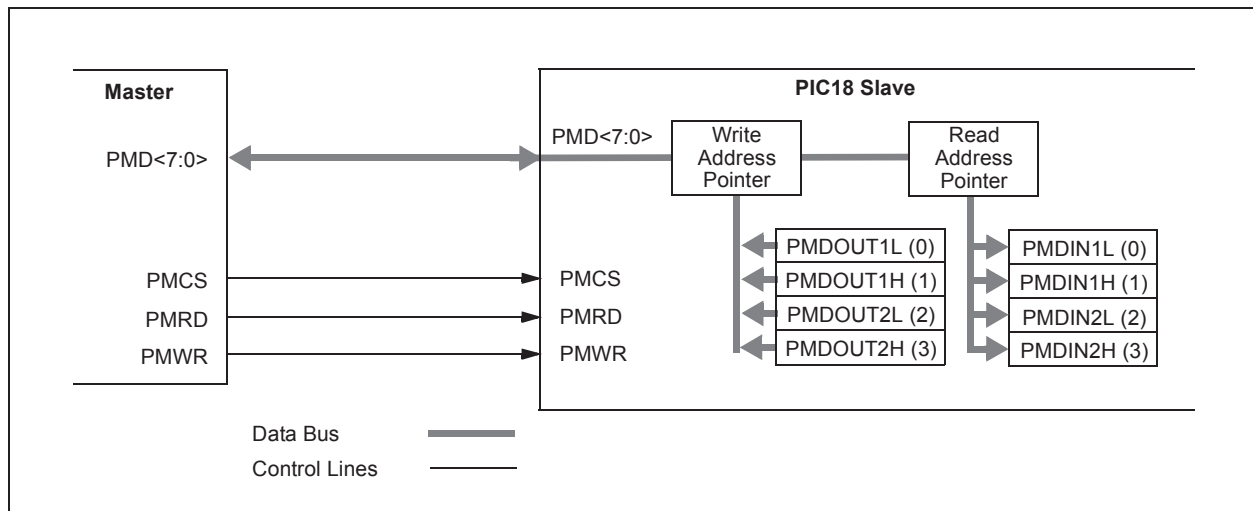 Master
PIC18 Slave
PMD<7:0>
PMD<7:0>
Write
Address
Pointer
Read
Address
Pointer
PMDOUT1L (0)
PMDIN1L (0)
PMCS
PMCS
PMDOUT1H (1)
PMDIN1H (1)
PMRD
PMRD
PMDOUT2L (2)
PMDIN2L (2)
PMWR
PMWR
PMDOUT2H (3)
PMDIN2H (3)
Data Bus
Control Lines